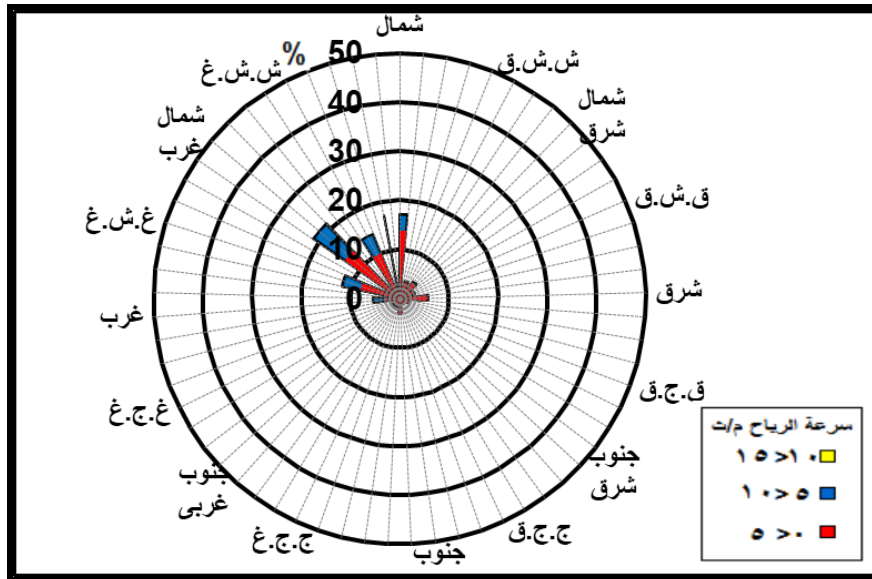 شمال
ش.ش.ق
شمال
شرق
ق.ش.ق
شرق
ق.ج.ق
جنوب
شرق
ج.ج.ق
جنوب
ج.ج.غ
جنوب
غربى
غ.ج.غ
غرب
غ.ش.غ
شمال
غرب
ش.ش.غ
%
50
40
30
20
10
0
سرعة الرياح م/ث
١٠<١٥
٥<١٠
٠<٥